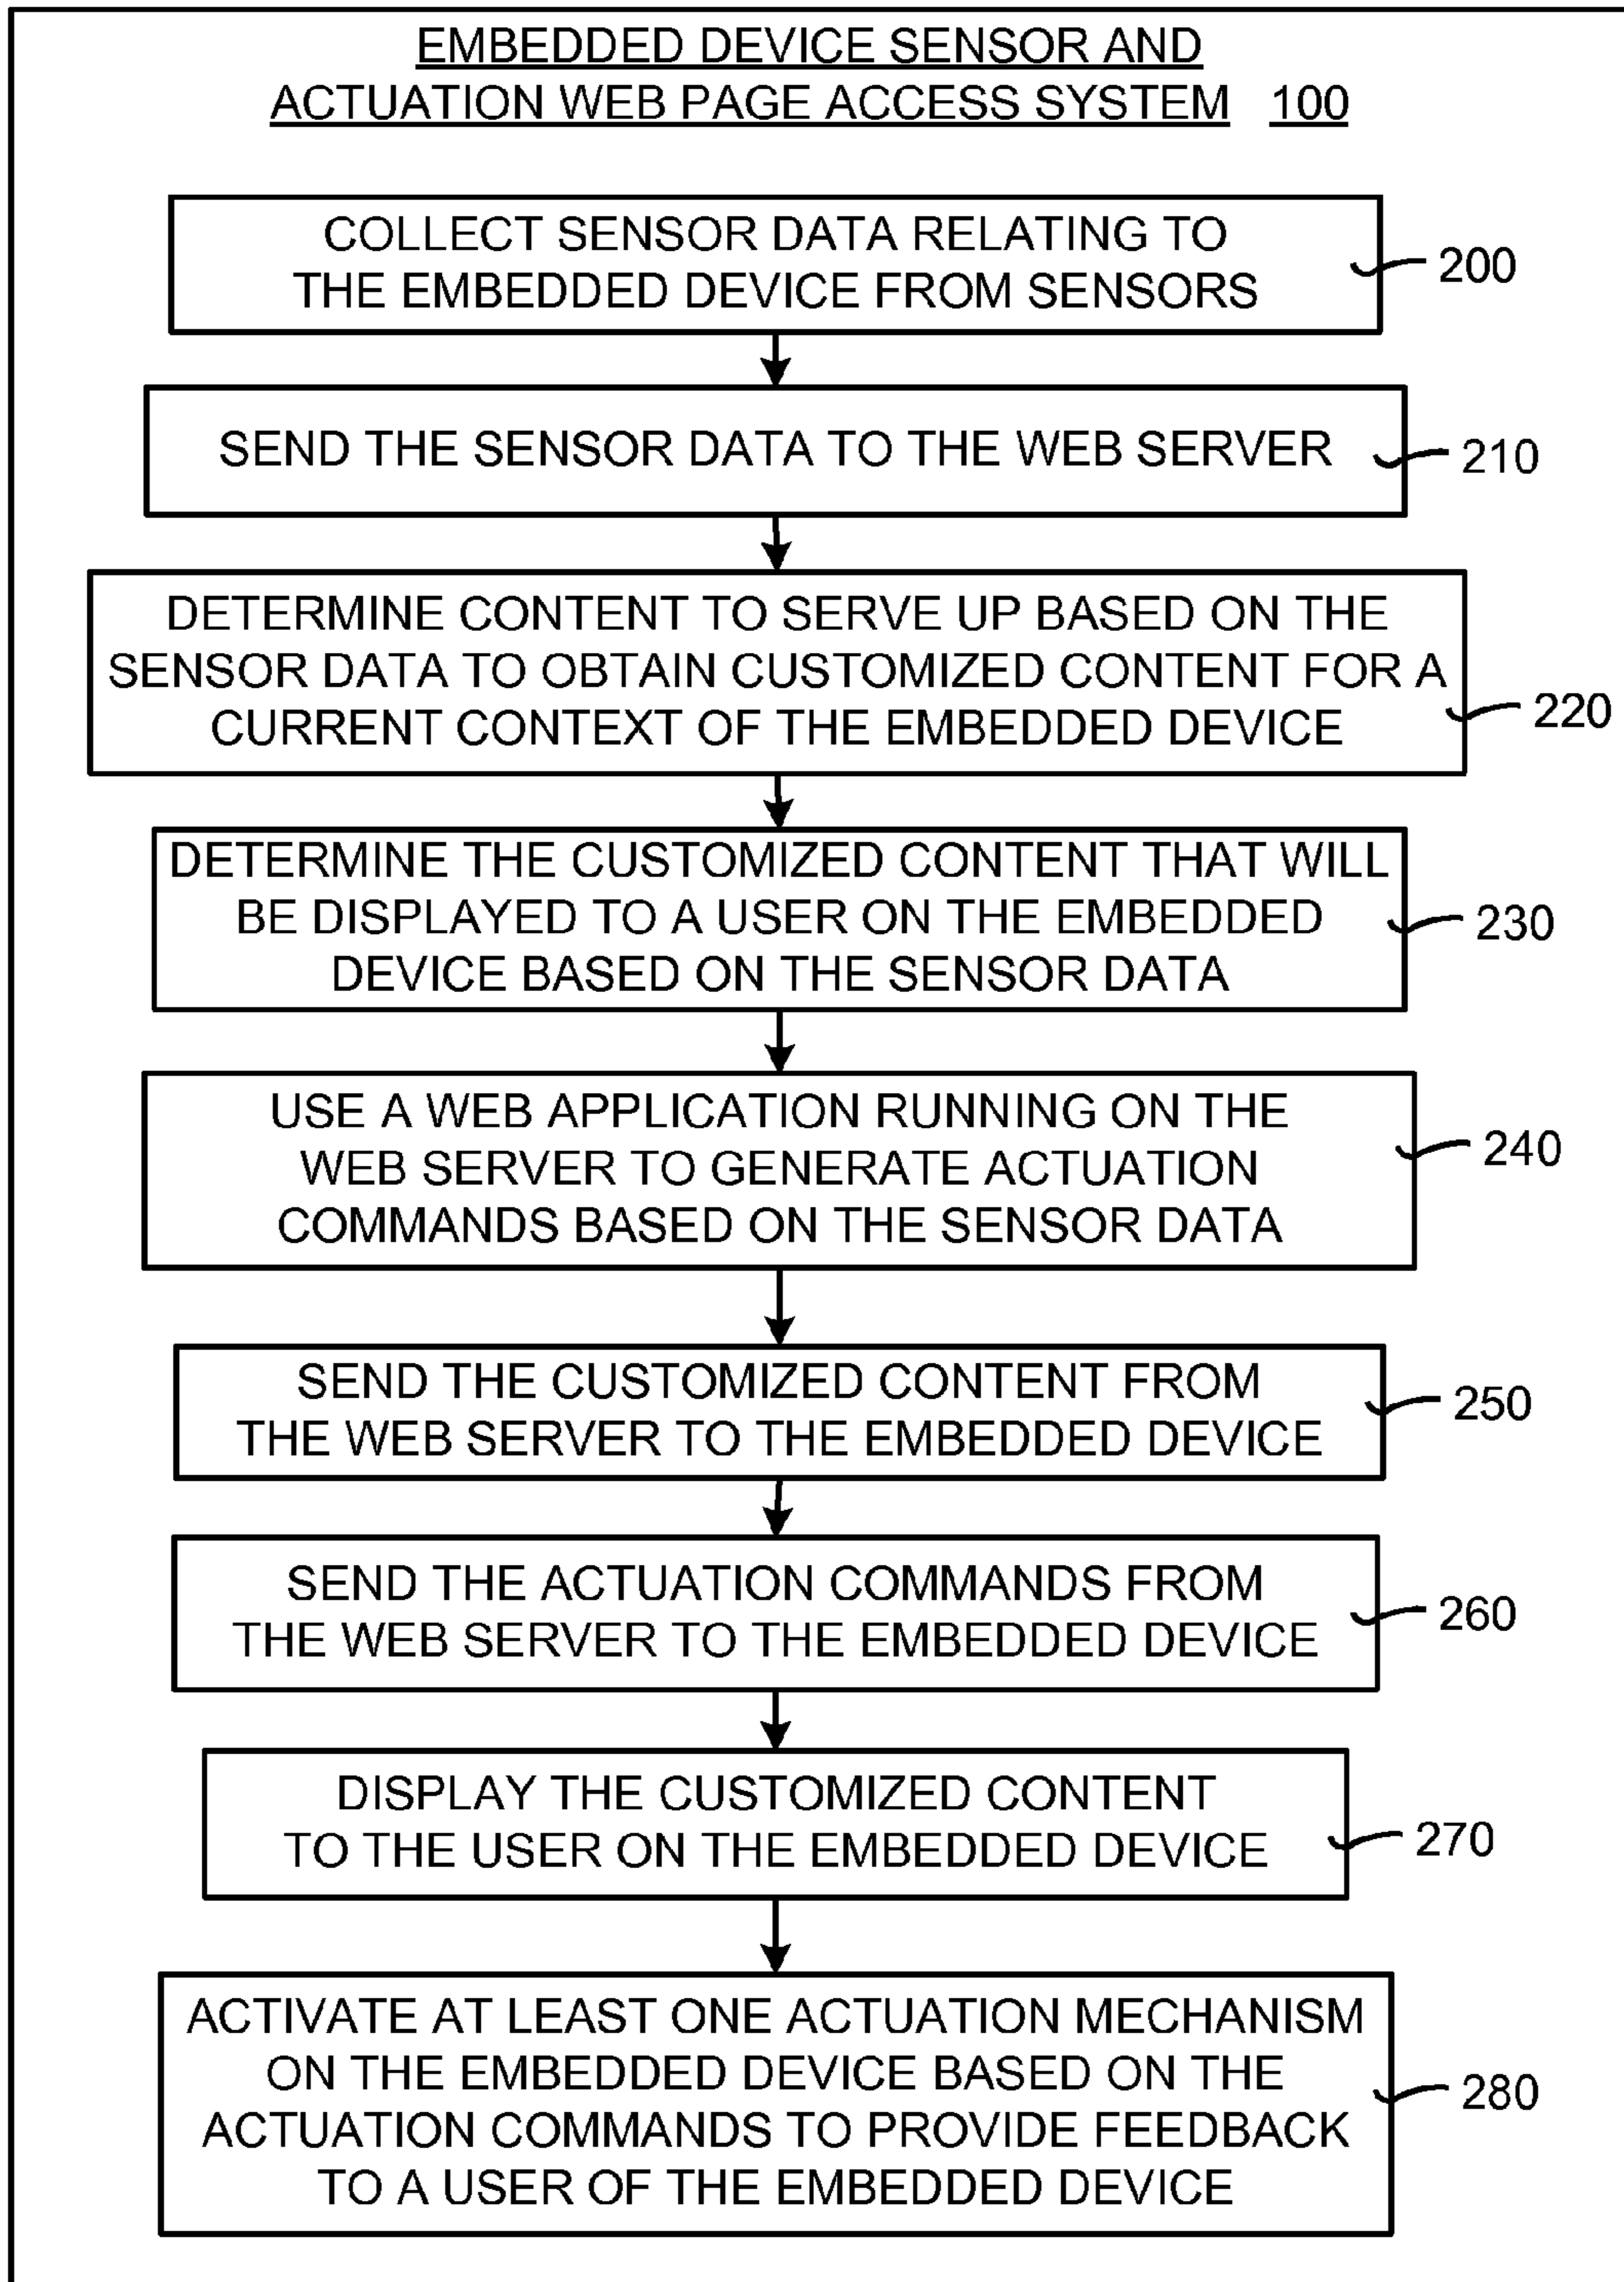 EMBEDDED DEVICE SENSOR AND
ACTUATION WEB PAGE ACCESS SYSTEM 100
COLLECT SENSOR DATA RELATING TO
THE EMBEDDED DEVICE FROM SENSORS
200
SEND THE SENSOR DATA TO THE WEB SERVER
210
DETERMINE CONTENT TO SERVE UP BASED ON THE
SENSOR DATA TO OBTAIN CUSTOMIZED CONTENT FOR A
CURRENT CONTEXT OF THE EMBEDDED DEVICE
220
DETERMINE THE CUSTOMIZED CONTENT THAT WILL
BE DISPLAYED TO A USER ON THE EMBEDDED
DEVICE BASED ON THE SENSOR DATA
230
USE A WEB APPLICATION RUNNING ON THE
WEB SERVER TO GENERATE ACTUATION
COMMANDS BASED ON THE SENSOR DATA
240
SEND THE CUSTOMIZED CONTENT FROM
THE WEB SERVER TO THE EMBEDDED DEVICE
250
SEND THE ACTUATION COMMANDS FROM
THE WEB SERVER TO THE EMBEDDED DEVICE
260
DISPLAY THE CUSTOMIZED CONTENT
TO THE USER ON THE EMBEDDED DEVICE
270
ACTIVATE AT LEAST ONE ACTUATION MECHANISM
ON THE EMBEDDED DEVICE BASED ON THE
ACTUATION COMMANDS TO PROVIDE FEEDBACK
TO A USER OF THE EMBEDDED DEVICE
280